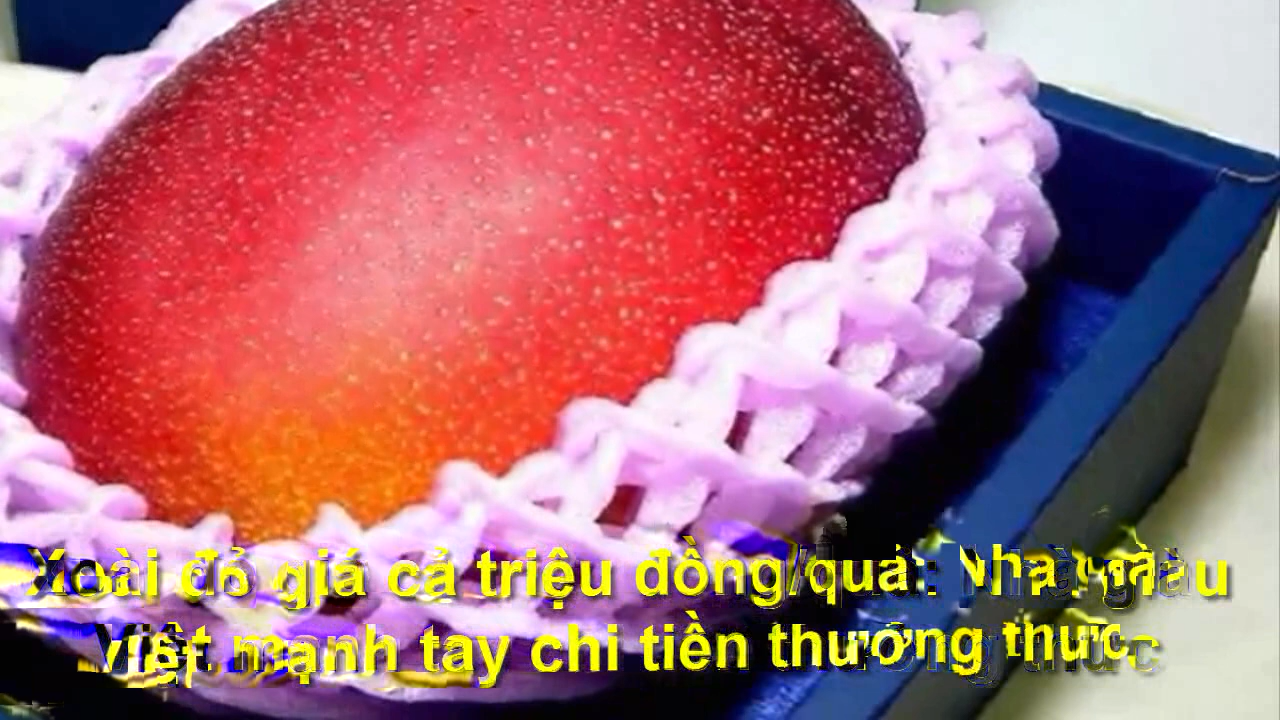 Xoài đỏ giá cả triệu đồng/quả: Nhà giàu
Việt mạnh tay chi tiền thưởng thức